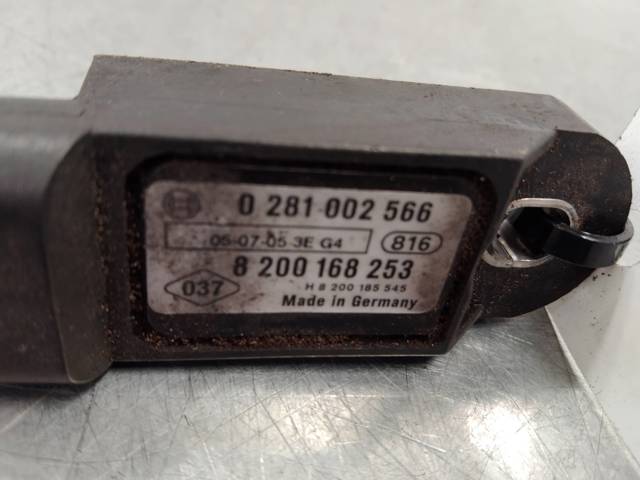 0 281 002 566
05-07-05 3E G4 816
8 200 168 253
037 H 8 200 185 545
Made in Germany